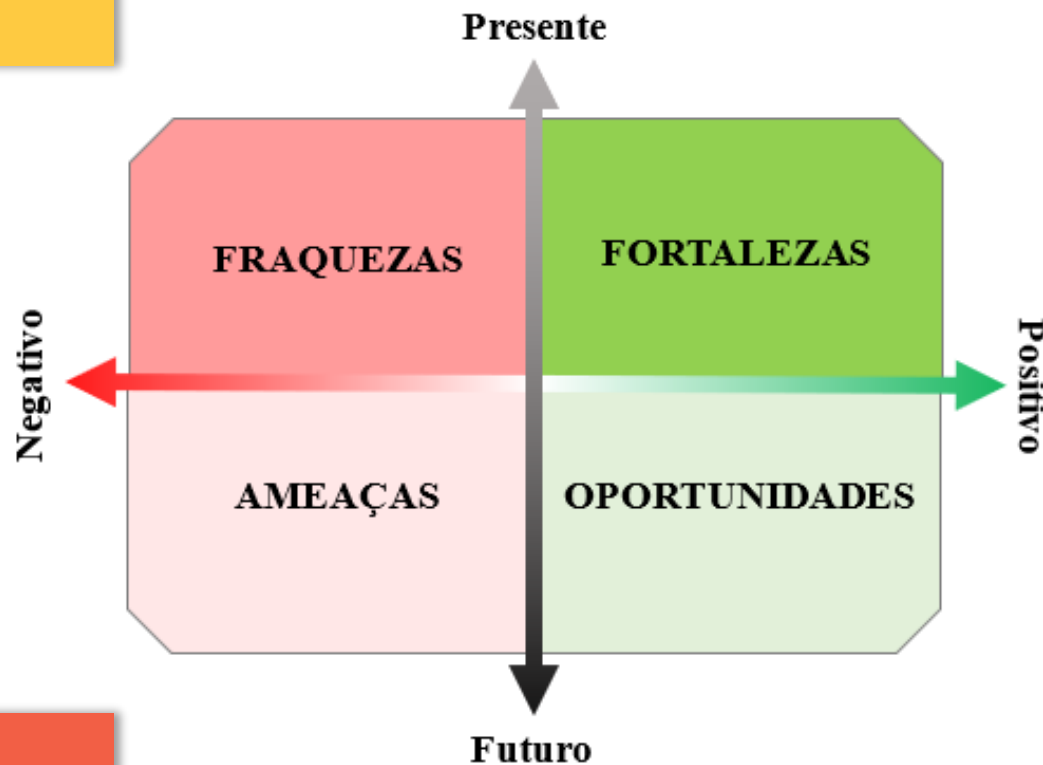 Presente
FRAQUEZAS
FORTALEZAS
Negativo
Positivo
AMEAÇAS
OPORTUNIDADES
Futuro